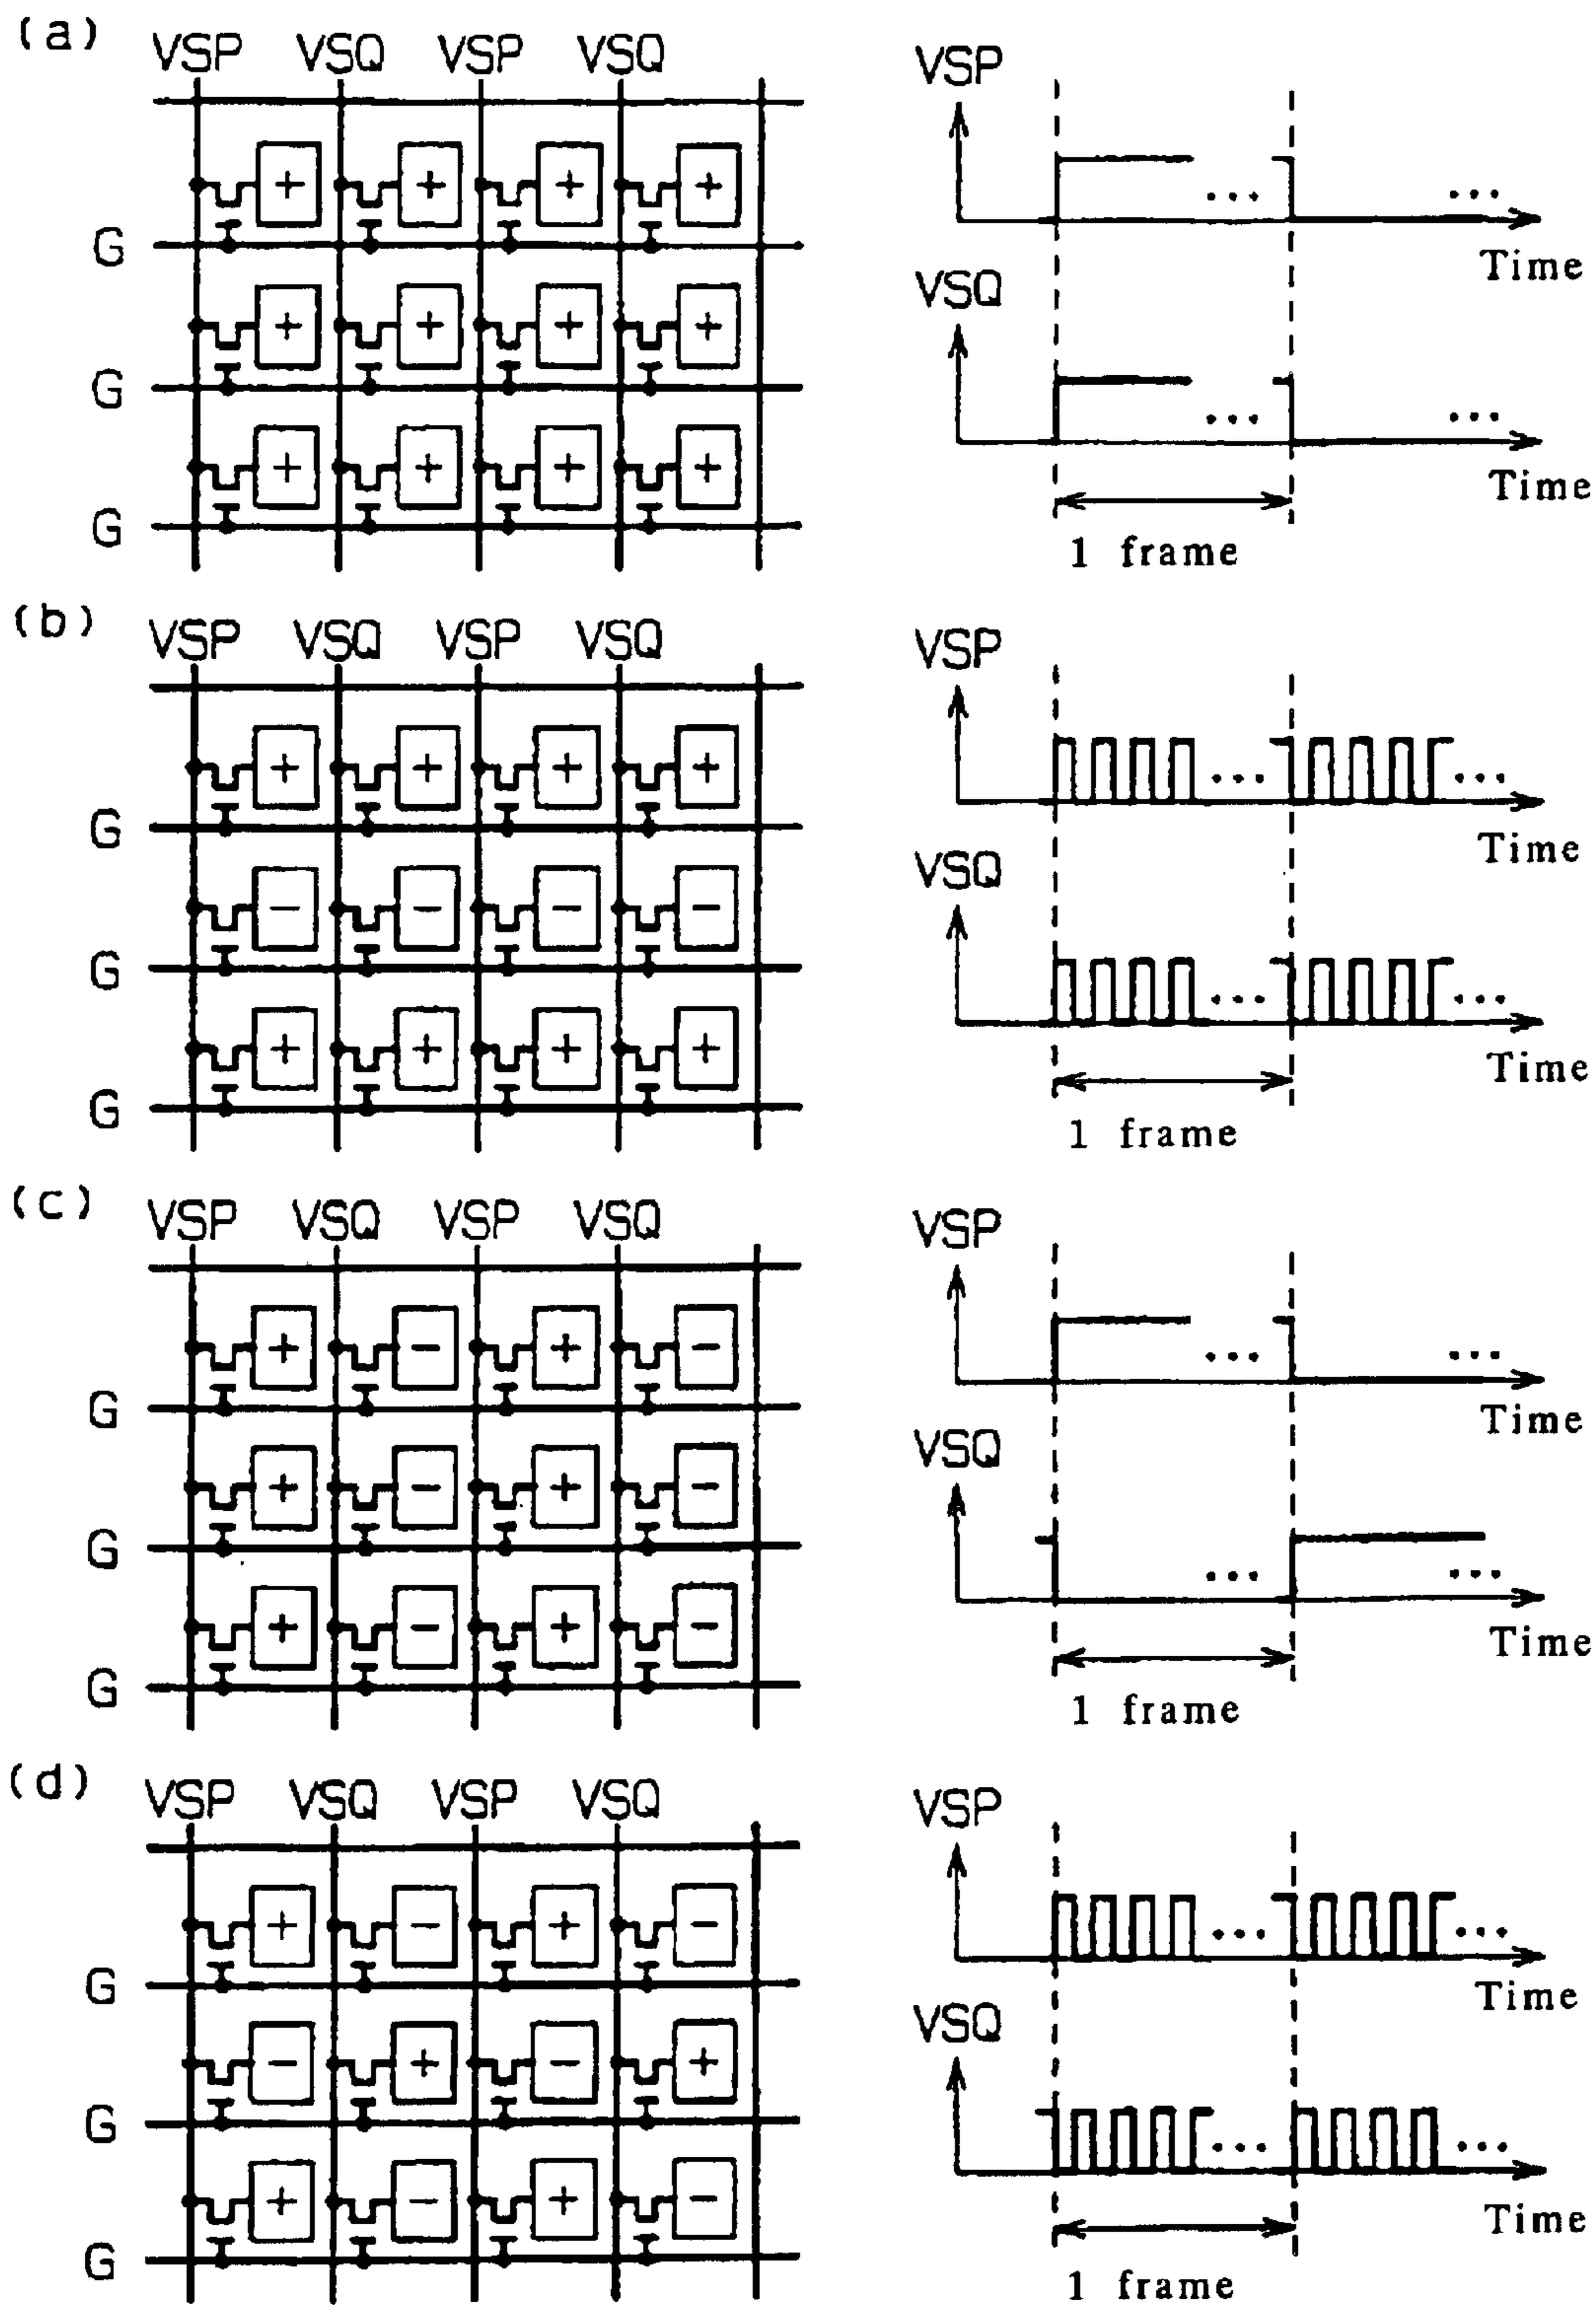 (a)
VSP VSQ VSP VSQ
+ + + +
G
+ + + +
G
+ + + +
G
VSP
...
...
Time
VSQ
...
...
Time
1 frame
(b)
VSP VSQ VSP VSQ
+ + + +
G
− − − −
G
+ + + +
G
VSP
...
...
Time
VSQ
...
...
Time
1 frame
(c)
VSP VSQ VSP VSQ
+ − + −
G
+ − + −
G
+ − + −
G
VSP
...
...
Time
VSQ
...
...
Time
1 frame
(d)
VSP VSQ VSP VSQ
+ − + −
G
− + − +
G
+ − + −
G
VSP
...
...
Time
VSQ
...
...
Time
1 frame